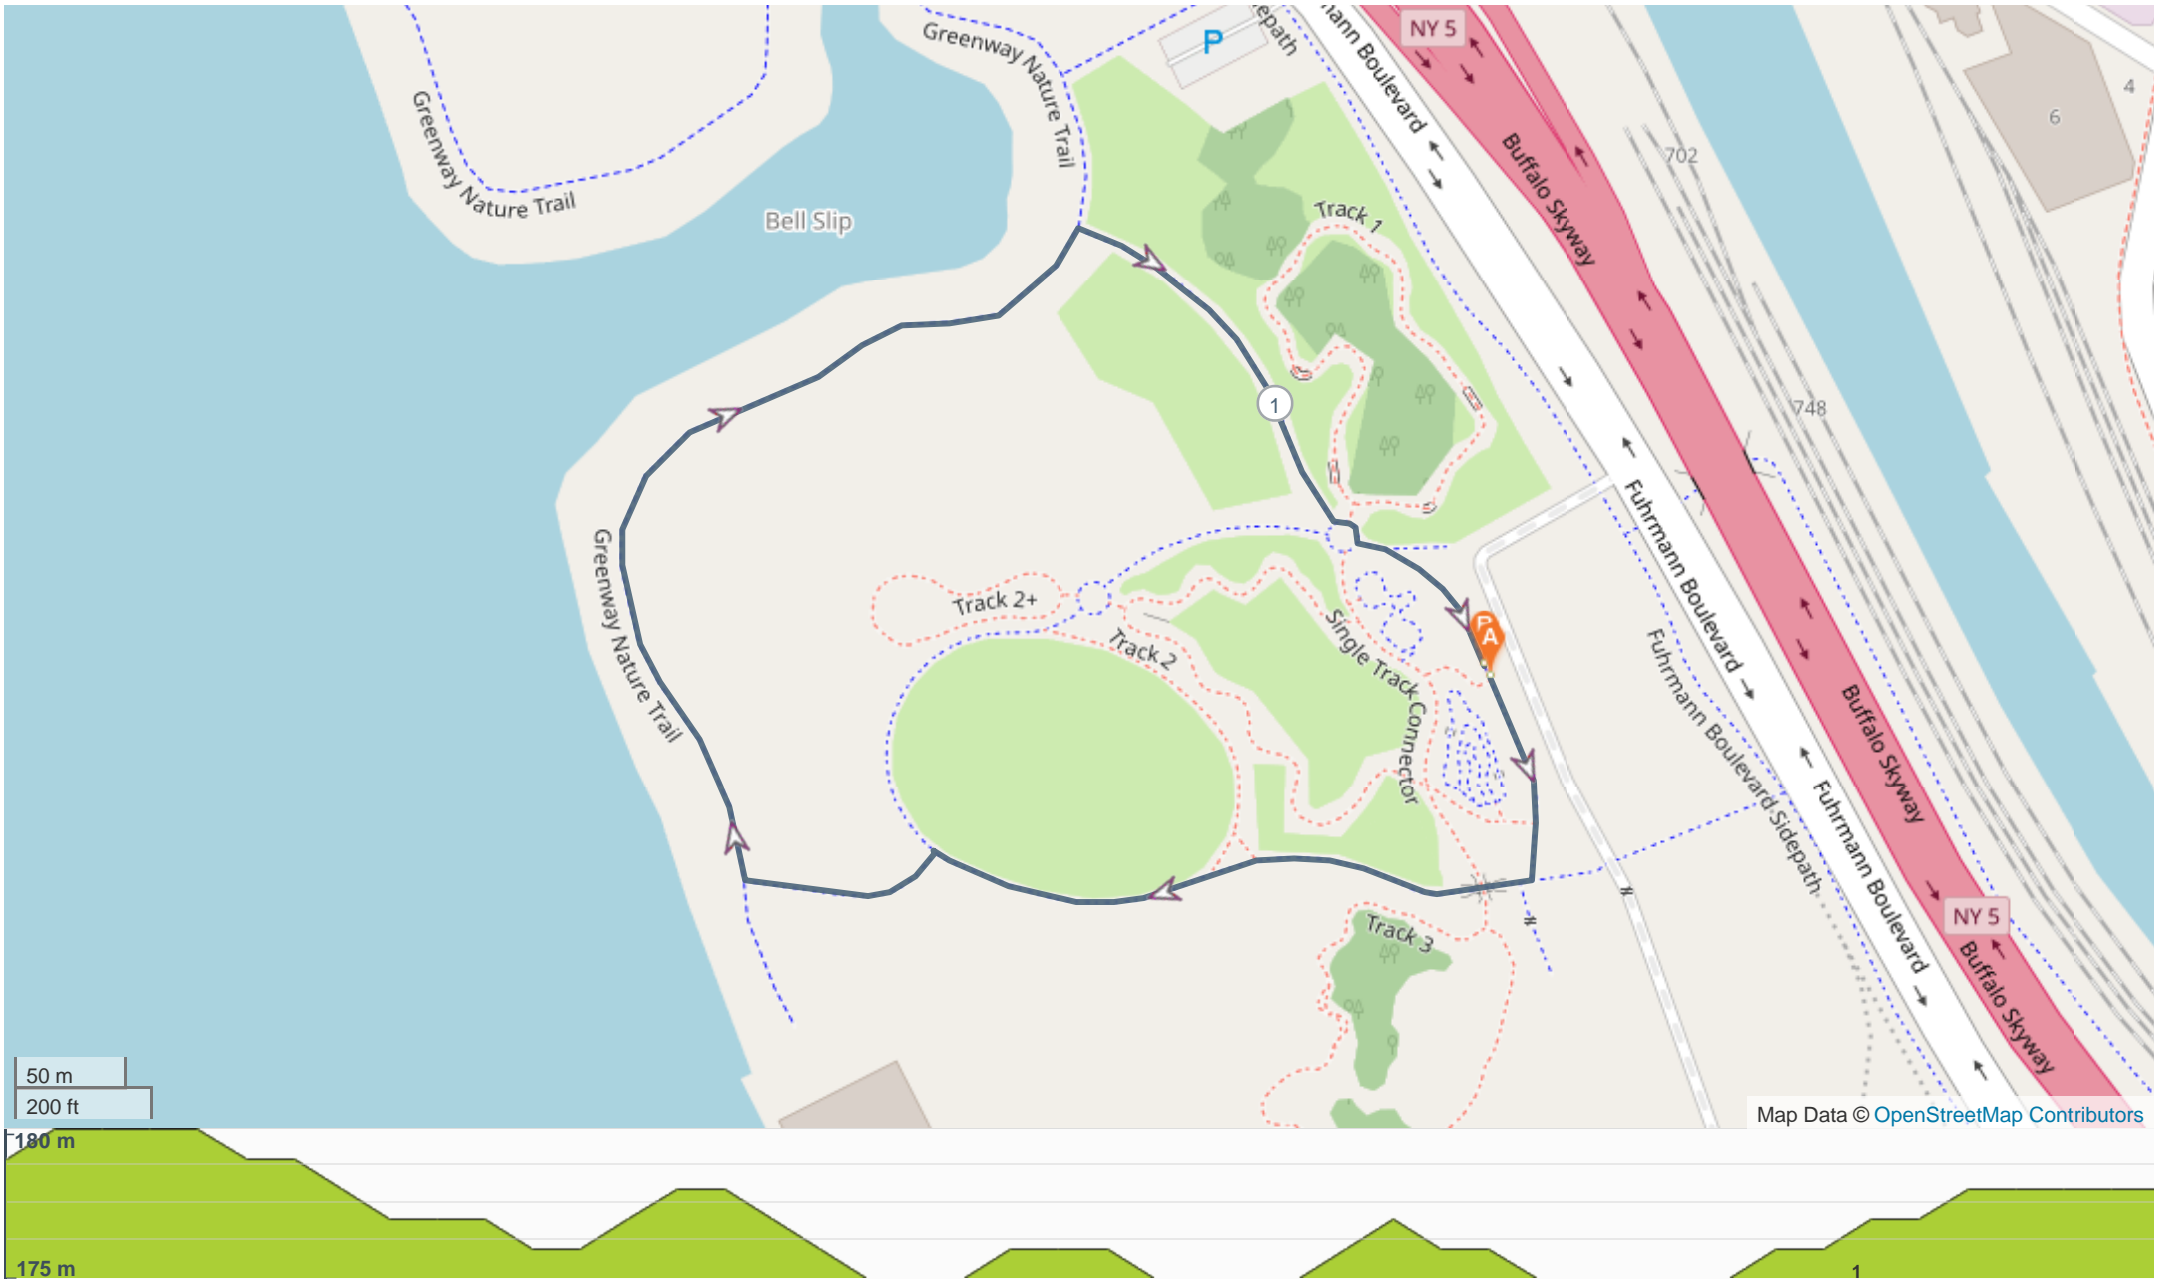 Greenway Nature Trail
epath
mann Boulevard
NY 5
P
4
6
Greenway Nature Trail
Buffalo Skyway
702
Track 1
Bell Slip
1
748
Fuhrmann Boulevard
Greenway Nature Trail
Track 2+
Track 2
Single Track Connector
P
A
Fuhrmann Boulevard Sidepath
Buffalo Skyway
Fuhrmann Boulevard
Track 3
NY 5
Buffalo Skyway
50 m
200 ft
Map Data © OpenStreetMap Contributors
180 m
175 m
1